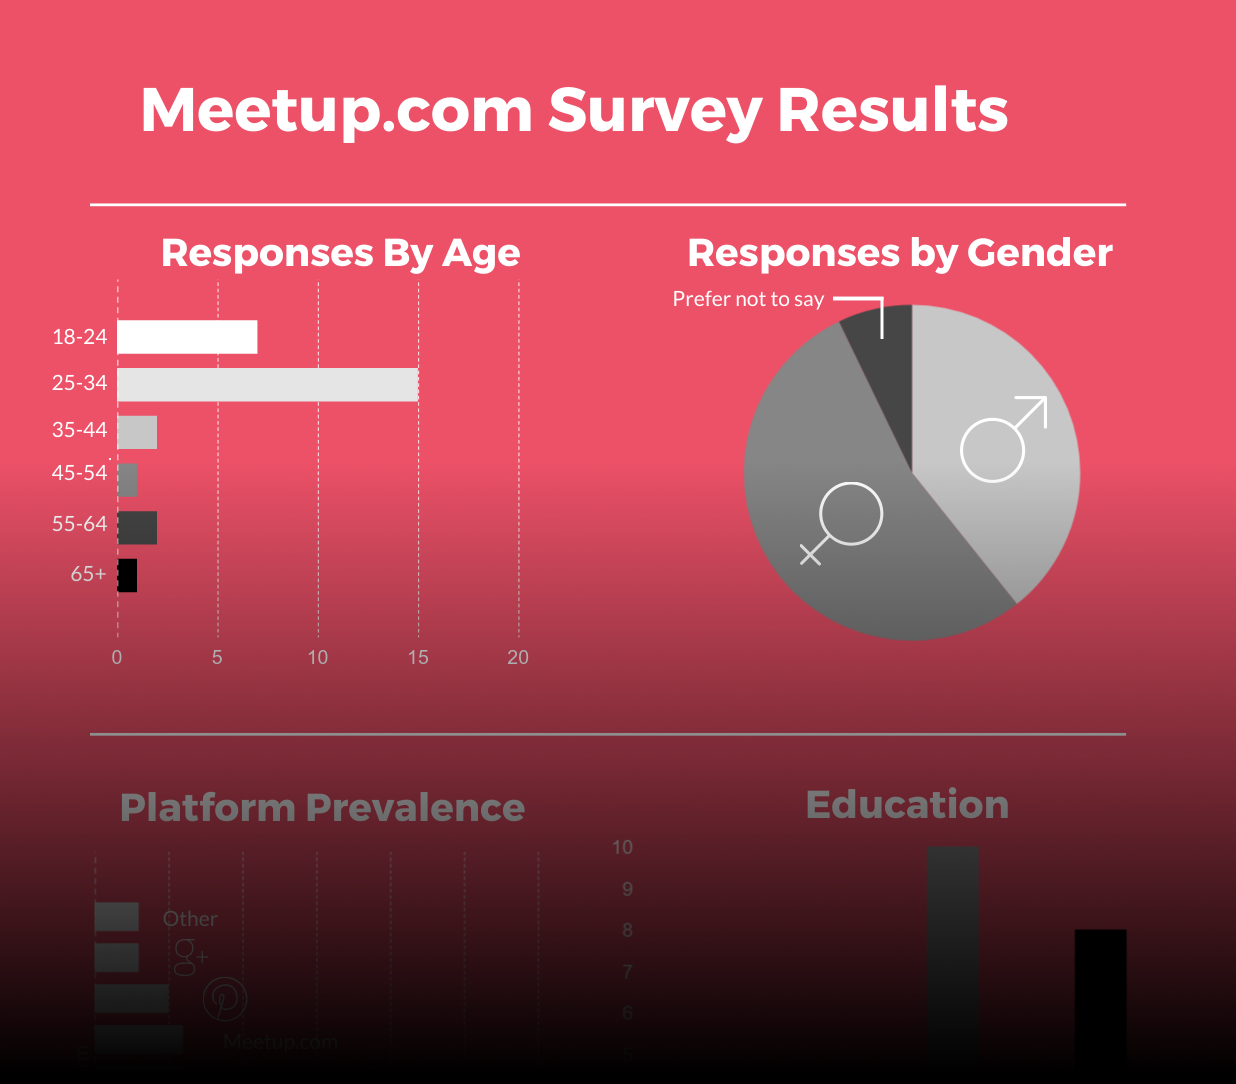 Meetup.com Survey Results
Responses By Age
18-24
25-34
35-44
45-54
55-64
65+
0 5 10 15 20
Responses by Gender
Prefer not to say
Platform Prevalence
Other
g+
Meetup.com
Education
10
9
8
7
6
5